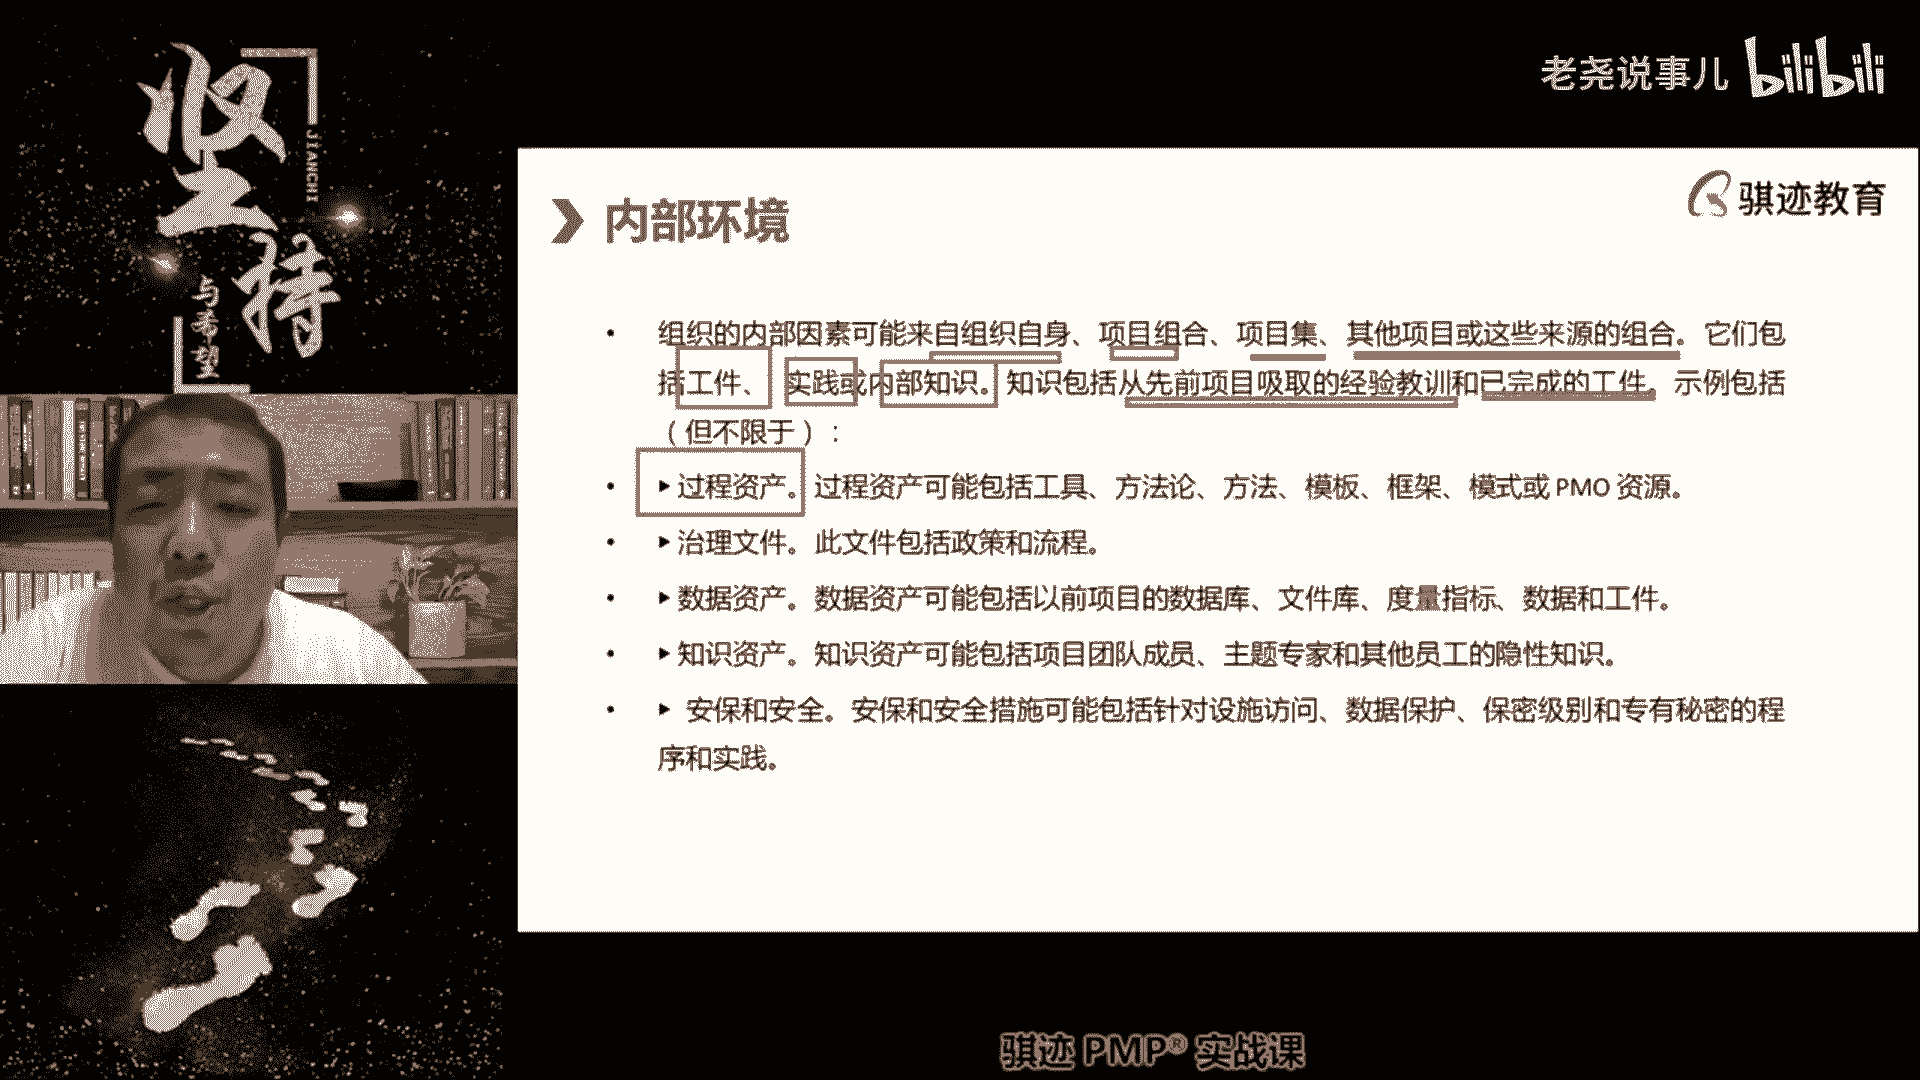 坚持
JIANCHI
与希望
老尧说事儿 bilibili
骐迹教育
内部环境
• 组织的内部因素可能来自组织自身、项目组合、项目集、其他项目或这些来源的组合。它们包
括工件、实践或内部知识。知识包括从先前项目吸取的经验教训和已完成的工件。示例包括
（但不限于）：
• ▶过程资产。过程资产可能包括工具、方法论、方法、模板、框架、模式或 PMO 资源。
• ▶治理文件。此文件包括政策和流程。
• ▶数据资产。数据资产可能包括以前项目的数据库、文件库、度量指标、数据和工件。
• ▶知识资产。知识资产可能包括项目团队成员、主题专家和其他员工的隐性知识。
• ▶ 安保和安全。安保和安全措施可能包括针对设施访问、数据保护、保密级别和专有秘密的程
序和实践。
骐迹 PMP® 实战课